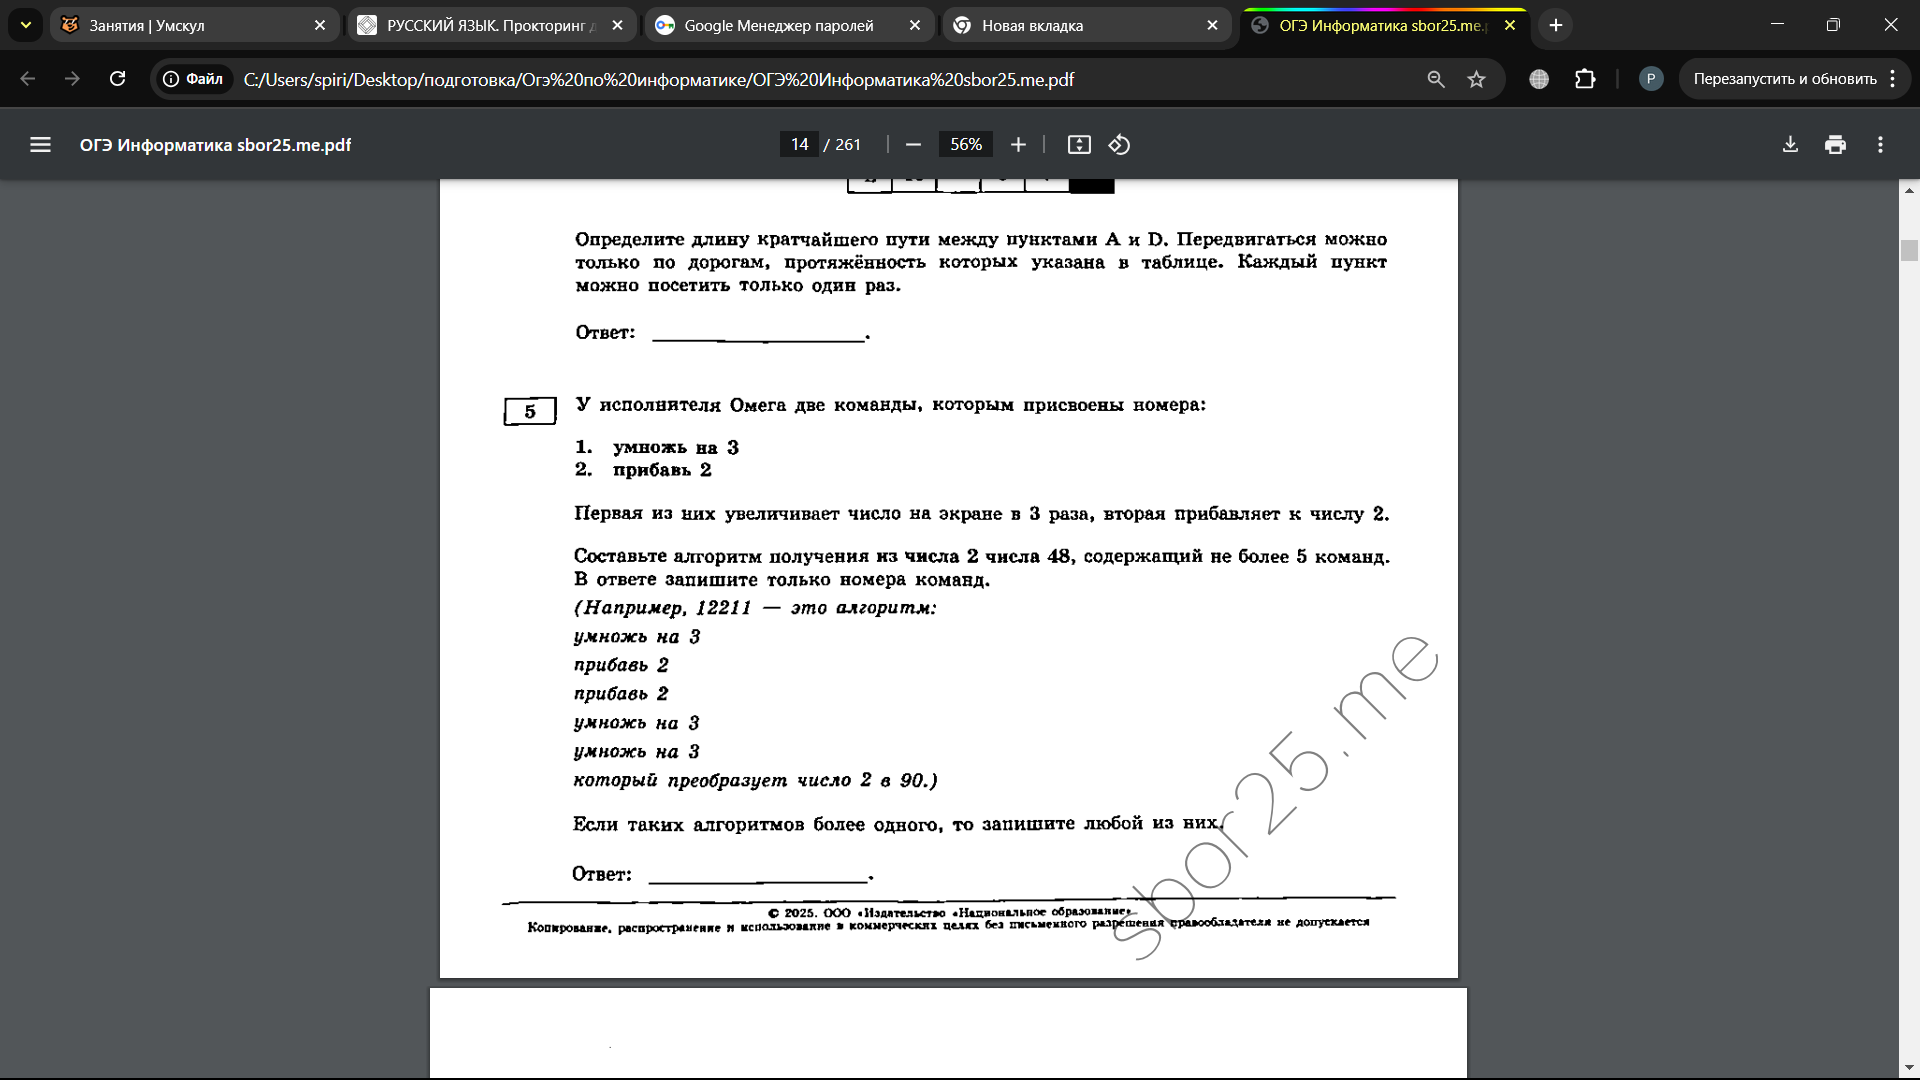 Занятия | Умскул
РУССКИЙ ЯЗЫК. Прокторинг д
Google Менеджер паролей
Новая вкладка
ОГЭ Информатика sbor25.me.p
Файл
C:/Users/spiri/Desktop/подготовка/Огэ%20по%20информатике/ОГЭ%20Информатика%20sbor25.me.pdf
P
Перезапустить и обновить
ОГЭ Информатика sbor25.me.pdf
14 / 261
56%
Определите длину кратчайшего пути между пунктами A и D. Передвигаться можно
только по дорогам, протяжённость которых указана в таблице. Каждый пункт
можно посетить только один раз.
Ответ: ____________________.
5
У исполнителя Омега две команды, которым присвоены номера:
1. умножь на 3
2. прибавь 2
Первая из них увеличивает число на экране в 3 раза, вторая прибавляет к числу 2.
Составьте алгоритм получения из числа 2 числа 48, содержащий не более 5 команд.
В ответе запишите только номера команд.
(Например, 12211 — это алгоритм:
умножь на 3
прибавь 2
прибавь 2
умножь на 3
умножь на 3
который преобразует число 2 в 90.)
Если таких алгоритмов более одного, то запишите любой из них.
Ответ: ____________________.
© 2025. ООО «Издательство «Национальное образование»
Копирование, распространение и использование в коммерческих целях без письменного разрешения правообладателя не допускается
sbor25.me